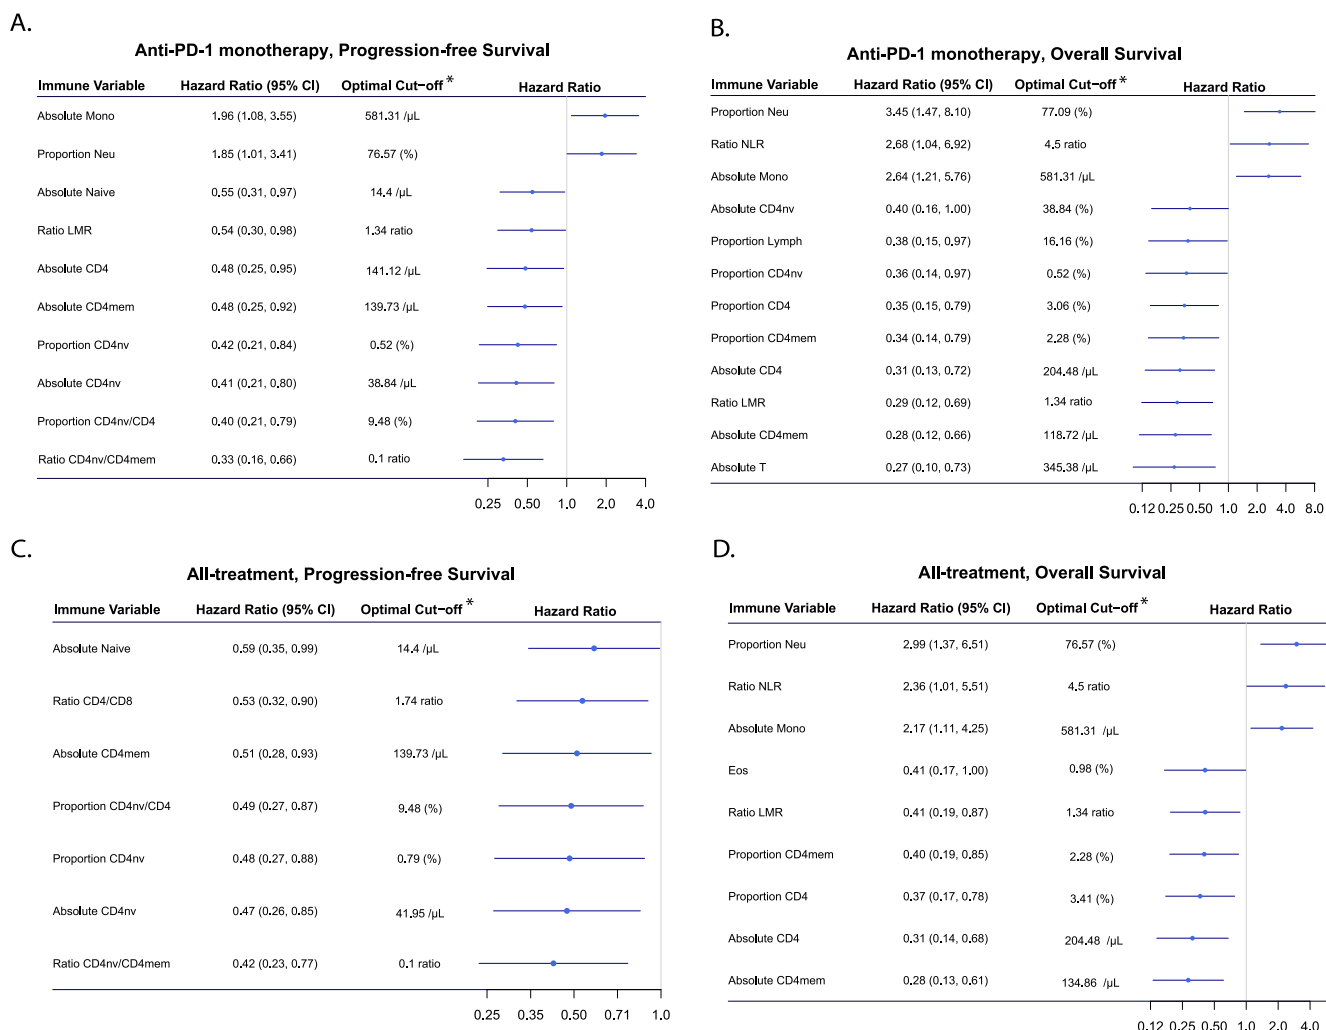 A.
Anti-PD-1 monotherapy, Progression-free Survival
Immune Variable Hazard Ratio (95% CI) Optimal Cut-off * Hazard Ratio
Absolute Mono 1.96 (1.08, 3.55) 581.31 /µL
Proportion Neu 1.85 (1.01, 3.41) 76.57 (%)
Absolute Naive 0.55 (0.31, 0.97) 14.4 /µL
Ratio LMR 0.54 (0.30, 0.98) 1.34 ratio
Absolute CD4 0.48 (0.25, 0.95) 141.12 /µL
Absolute CD4mem 0.48 (0.25, 0.92) 139.73 /µL
Proportion CD4nv 0.42 (0.21, 0.84) 0.52 (%)
Absolute CD4nv 0.41 (0.21, 0.80) 38.84 /µL
Proportion CD4nv/CD4 0.40 (0.21, 0.79) 9.48 (%)
Ratio CD4nv/CD4mem 0.33 (0.16, 0.66) 0.1 ratio
0.25 0.50 1.0 2.0 4.0
B.
Anti-PD-1 monotherapy, Overall Survival
Immune Variable Hazard Ratio (95% CI) Optimal Cut-off * Hazard Ratio
Proportion Neu 3.45 (1.47, 8.10) 77.09 (%)
Ratio NLR 2.68 (1.04, 6.92) 4.5 ratio
Absolute Mono 2.64 (1.21, 5.76) 581.31 /µL
Absolute CD4nv 0.40 (0.16, 1.00) 38.84 (%)
Proportion Lymph 0.38 (0.15, 0.97) 16.16 (%)
Proportion CD4nv 0.36 (0.14, 0.97) 0.52 (%)
Proportion CD4 0.35 (0.15, 0.79) 3.06 (%)
Proportion CD4mem 0.34 (0.14, 0.79) 2.28 (%)
Absolute CD4 0.31 (0.13, 0.72) 204.48 /µL
Ratio LMR 0.29 (0.12, 0.69) 1.34 ratio
Absolute CD4mem 0.28 (0.12, 0.66) 118.72 /µL
Absolute T 0.27 (0.10, 0.73) 345.38 /µL
0.12 0.25 0.50 1.0 2.0 4.0 8.0
C.
All-treatment, Progression-free Survival
Immune Variable Hazard Ratio (95% CI) Optimal Cut-off * Hazard Ratio
Absolute Naive 0.59 (0.35, 0.99) 14.4 /µL
Ratio CD4/CD8 0.53 (0.32, 0.90) 1.74 ratio
Absolute CD4mem 0.51 (0.28, 0.93) 139.73 /µL
Proportion CD4nv/CD4 0.49 (0.27, 0.87) 9.48 (%)
Proportion CD4nv 0.48 (0.27, 0.88) 0.79 (%)
Absolute CD4nv 0.47 (0.26, 0.85) 41.95 /µL
Ratio CD4nv/CD4mem 0.42 (0.23, 0.77) 0.1 ratio
0.25 0.35 0.50 0.71 1.0
D.
All-treatment, Overall Survival
Immune Variable Hazard Ratio (95% CI) Optimal Cut-off * Hazard Ratio
Proportion Neu 2.99 (1.37, 6.51) 76.57 (%)
Ratio NLR 2.36 (1.01, 5.51) 4.5 ratio
Absolute Mono 2.17 (1.11, 4.25) 581.31 /µL
Eos 0.41 (0.17, 1.00) 0.98 (%)
Ratio LMR 0.41 (0.19, 0.87) 1.34 ratio
Proportion CD4mem 0.40 (0.19, 0.85) 2.28 (%)
Proportion CD4 0.37 (0.17, 0.78) 3.41 (%)
Absolute CD4 0.31 (0.14, 0.68) 204.48 /µL
Absolute CD4mem 0.28 (0.13, 0.61) 134.86 /µL
0.12 0.25 0.50 1.0 2.0 4.0